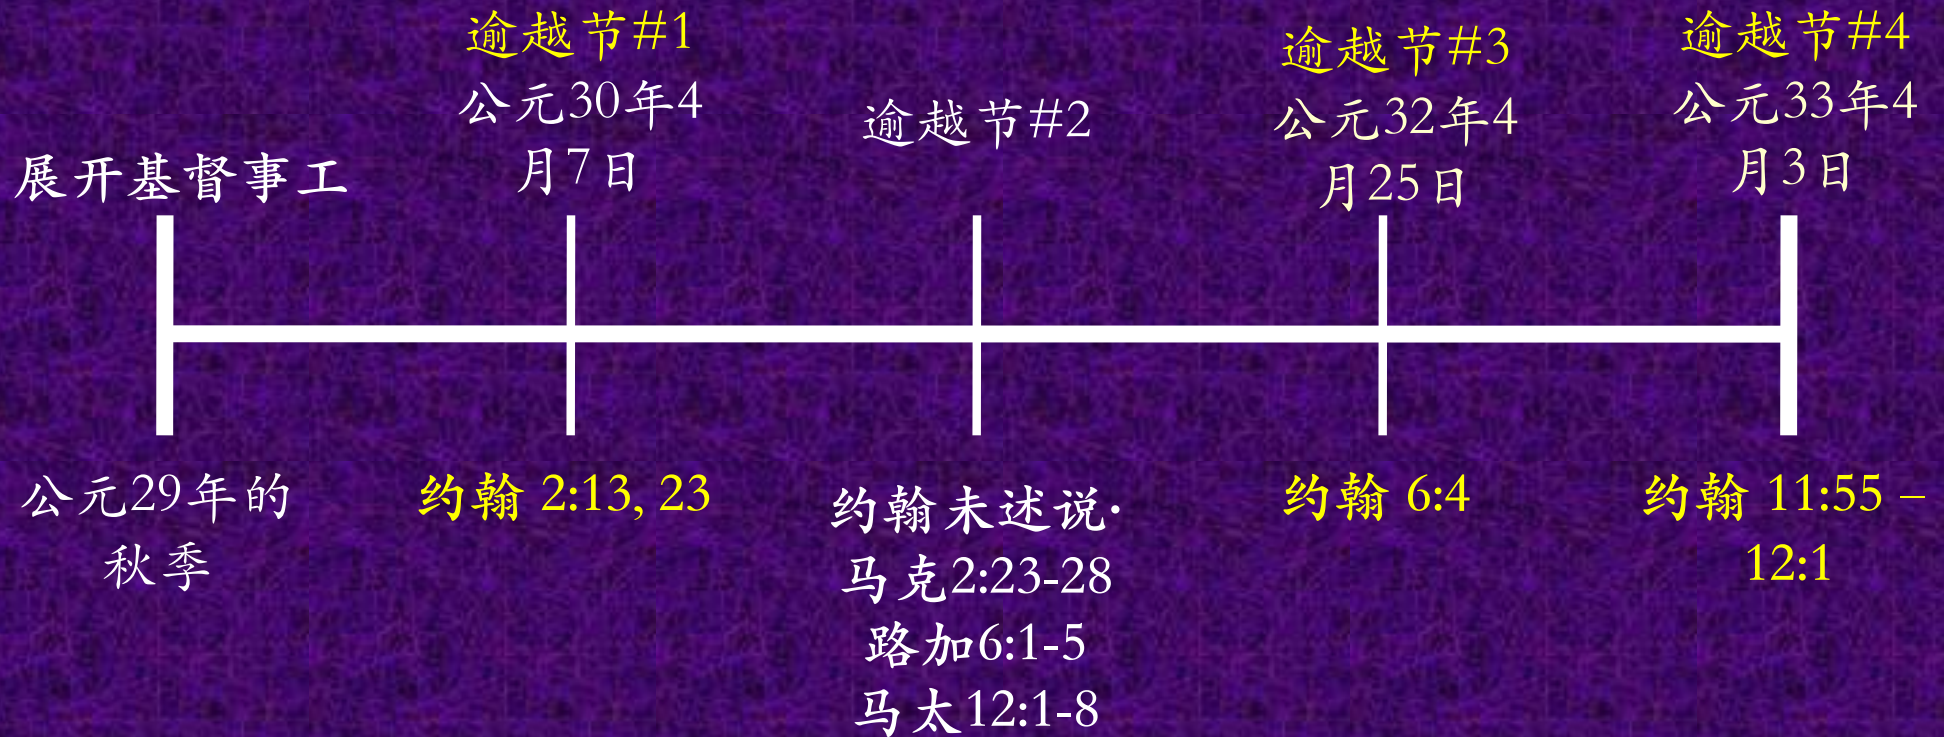 展开基督事工
逾越节#1
公元30年4
月7日
逾越节#2
逾越节#3
公元32年4
月25日
逾越节#4
公元33年4
月3日
公元29年的
秋季
约翰 2:13, 23
约翰未述说·
马克2:23-28
路加6:1-5
马太12:1-8
约翰 6:4
约翰 11:55 –
12:1